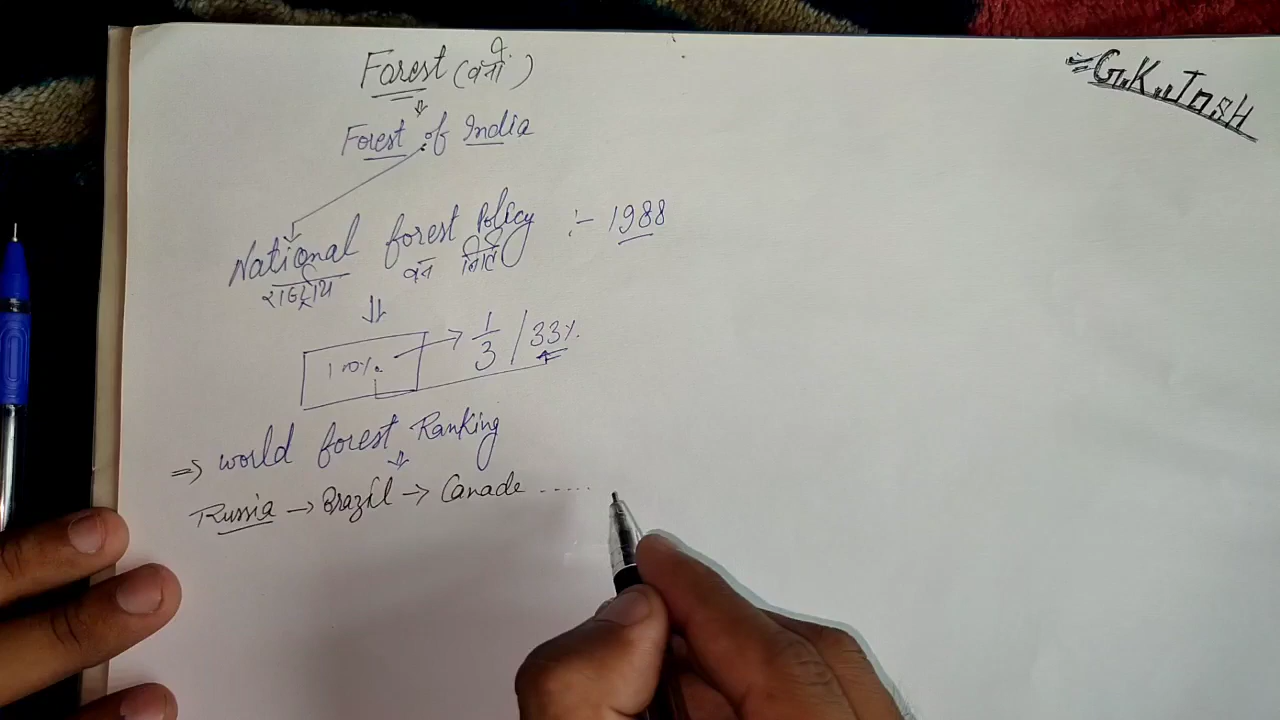 Forest (वनो)
G.K. Josh
Forest of India
National forest Policy :- 1988
राष्ट्रीय वन निति
100% 1/3 / 33%
=> world forest Ranking
Russia → Brazil → Canade ......